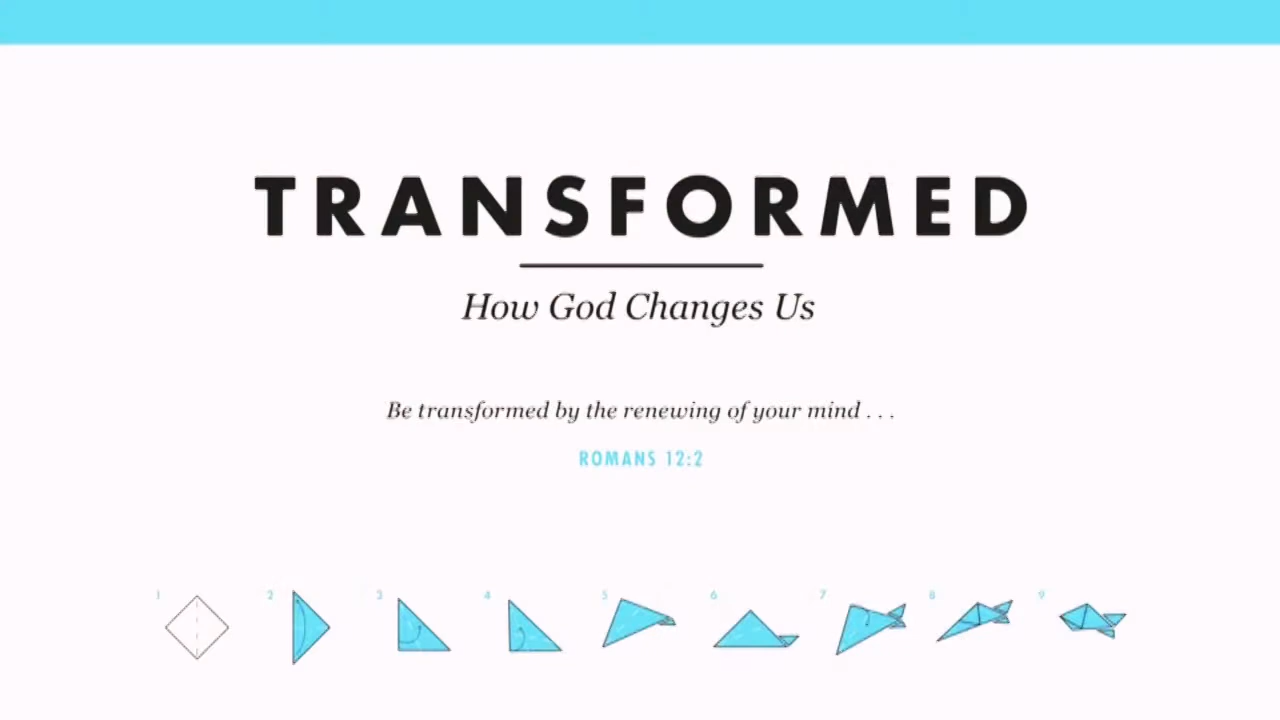 TRANSFORMED
How God Changes Us
Be transformed by the renewing of your mind . . .
ROMANS 12:2
1 2 3 4 5 6 7 8 9